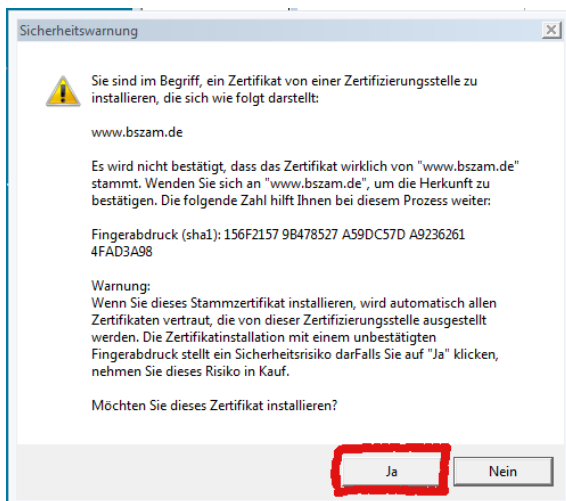 Sicherheitswarnung
Sie sind im Begriff, ein Zertifikat von einer Zertifizierungsstelle zu
installieren, die sich wie folgt darstellt:
www.bszam.de
Es wird nicht bestätigt, dass das Zertifikat wirklich von "www.bszam.de"
stammt. Wenden Sie sich an "www.bszam.de", um die Herkunft zu
bestätigen. Die folgende Zahl hilft Ihnen bei diesem Prozess weiter:
Fingerabdruck (sha1): 156F2157 9B478527 A59DC57D A9236261
4FAD3A98
Warnung:
Wenn Sie dieses Stammzertifikat installieren, wird automatisch allen
Zertifikaten vertraut, die von dieser Zertifizierungsstelle ausgestellt
werden. Die Zertifikatinstallation mit einem unbestätigten
Fingerabdruck stellt ein Sicherheitsrisiko darFalls Sie auf "Ja" klicken,
nehmen Sie dieses Risiko in Kauf.
Möchten Sie dieses Zertifikat installieren?
Ja
Nein